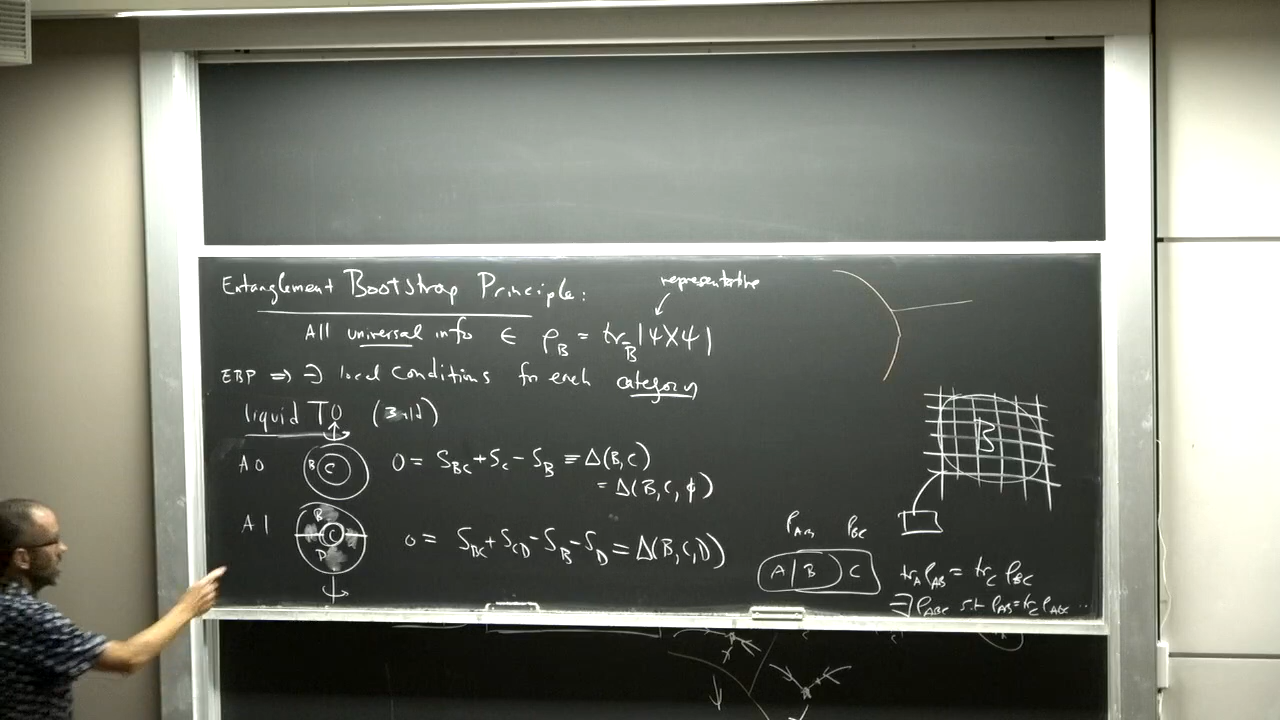 Entanglement Bootstrap Principle:
representative
All universal info ∈ ρ_B = tr_B̄ |ψ⟩⟨ψ|
EBP ⇒ ∃ local conditions for each category
liquid TO (3+1d)
A0 B C 0 = S_BC + S_C - S_B ≡ Δ(B,C)
= Δ(B,C,φ)
A1 B C D 0 = S_BC + S_CD - S_B - S_D = Δ(B,C,D)
B
ρ_AB ρ_BC
A | B C
tr_A ρ_AB = tr_C ρ_BC
∃ ρ_ABC s.t. ρ_AB = tr_C ρ_ABC ...